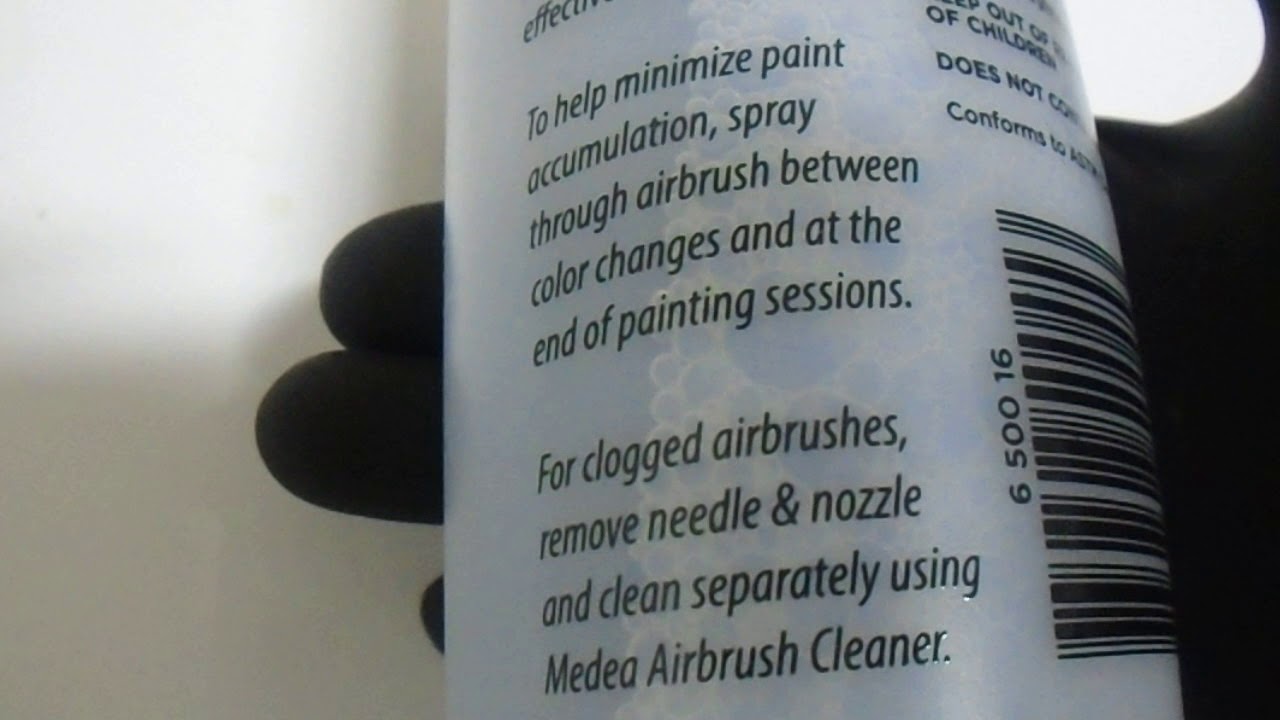 To help minimize paint
accumulation, spray
through airbrush between
color changes and at the
end of painting sessions.
For clogged airbrushes,
remove needle & nozzle
and clean separately using
Medea Airbrush Cleaner.
OUT OF
OF CHILDREN
DOES NOT
Conforms to
6 500 16